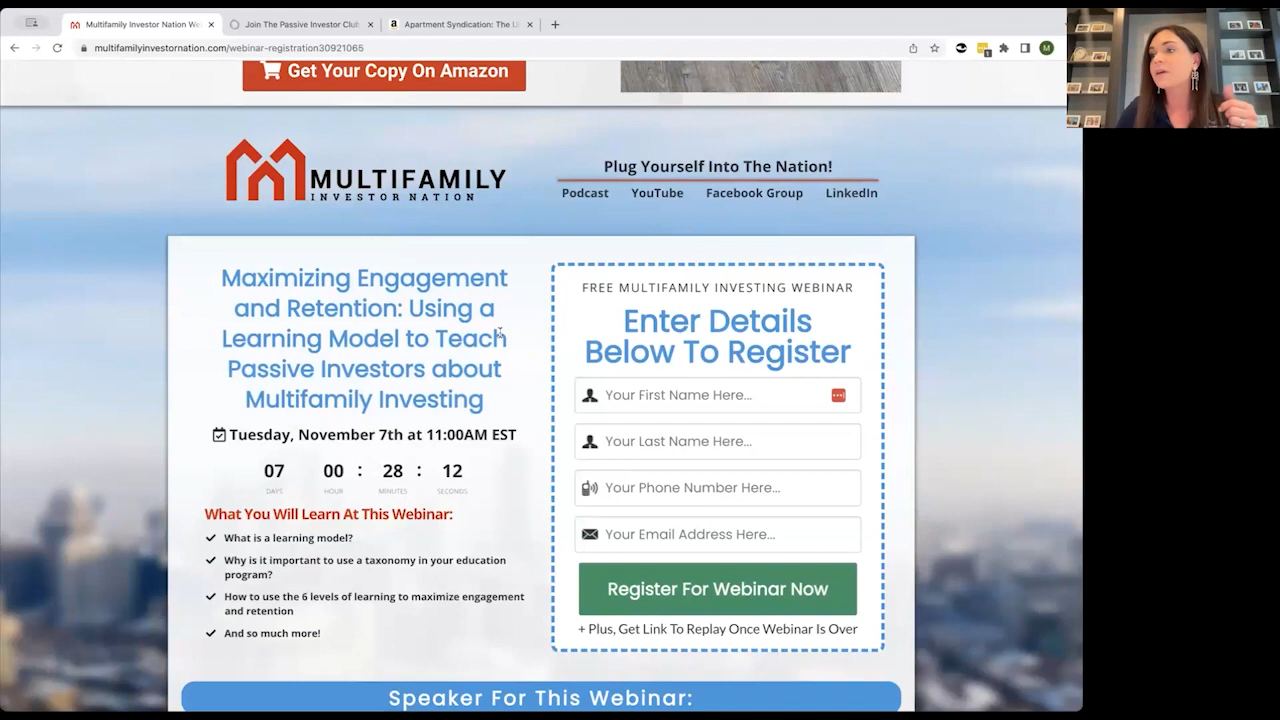 Multifamily Investor Nation We
Join The Passive Investor Club
Apartment Syndication: The U
multifamilyinvestornation.com/webinar-registration30921065
M
Get Your Copy On Amazon
MULTIFAMILY
INVESTOR NATION
Plug Yourself Into The Nation!
Podcast YouTube Facebook Group LinkedIn
Maximizing Engagement
and Retention: Using a
Learning Model to Teach
Passive Investors about
Multifamily Investing
Tuesday, November 7th at 11:00AM EST
07 00 : 28 : 12
DAYS HOUR MINUTES SECONDS
What You Will Learn At This Webinar:
What is a learning model?
Why is it important to use a taxonomy in your education
program?
How to use the 6 levels of learning to maximize engagement
and retention
And so much more!
FREE MULTIFAMILY INVESTING WEBINAR
Enter Details
Below To Register
Your First Name Here...
Your Last Name Here...
Your Phone Number Here...
Your Email Address Here...
Register For Webinar Now
+ Plus, Get Link To Replay Once Webinar Is Over
Speaker For This Webinar: